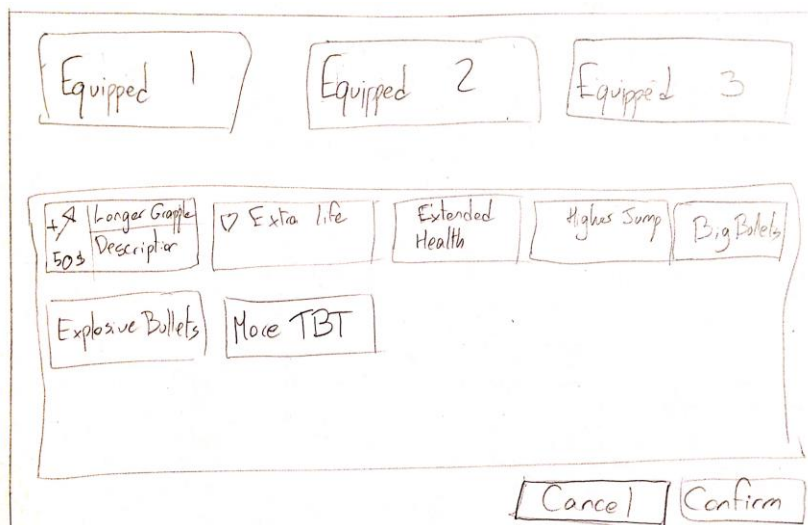 Equipped 1
Equipped 2
Equipped 3
Longer Grapple
50$ Description
Extra life
Extended
Health
Higher Jump
Big Bullets
Explosive Bullets
More TBT
Cancel
Confirm